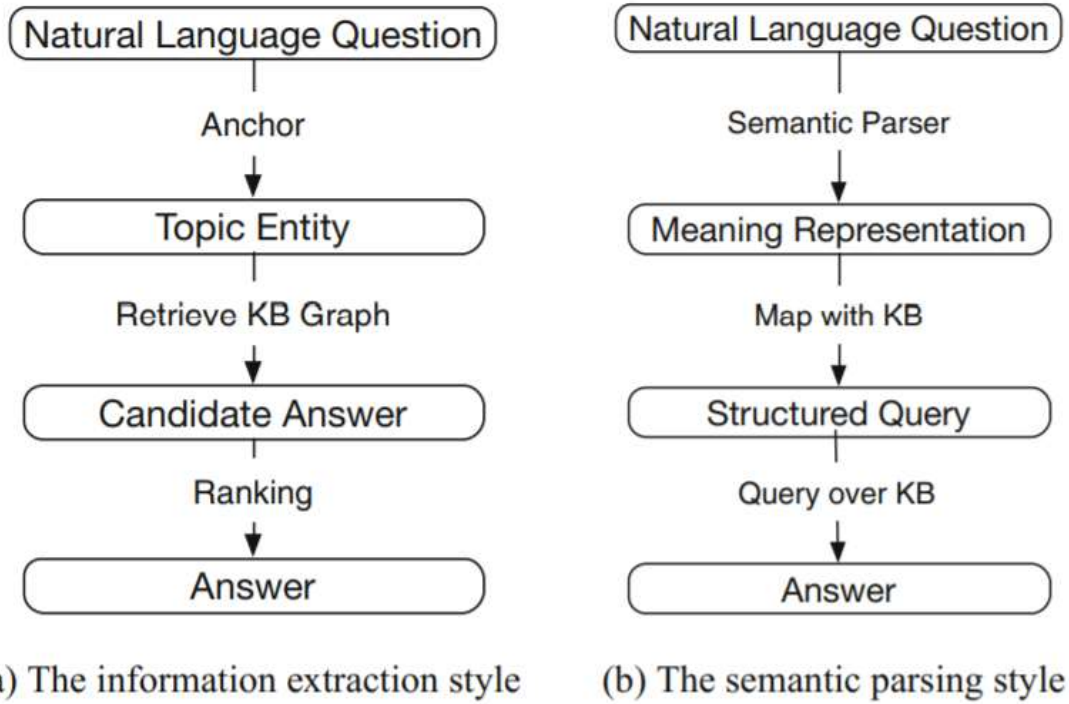 Natural Language Question
Anchor
Topic Entity
Retrieve KB Graph
Candidate Answer
Ranking
Answer
) The information extraction style
Natural Language Question
Semantic Parser
Meaning Representation
Map with KB
Structured Query
Query over KB
Answer
(b) The semantic parsing style